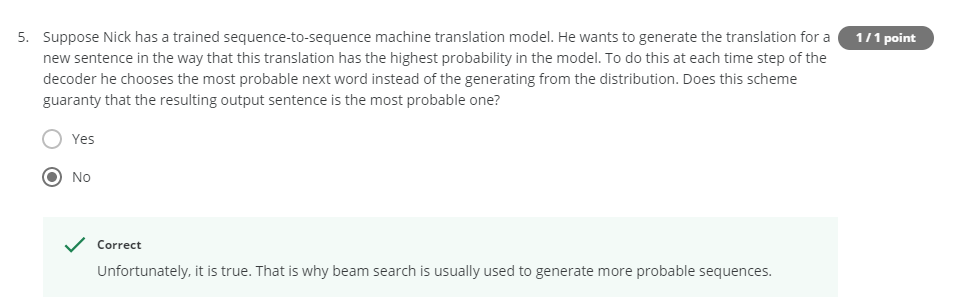 5. Suppose Nick has a trained sequence-to-sequence machine translation model. He wants to generate the translation for a
1 / 1 point
new sentence in the way that this translation has the highest probability in the model. To do this at each time step of the
decoder he chooses the most probable next word instead of the generating from the distribution. Does this scheme
guaranty that the resulting output sentence is the most probable one?
Yes
No
Correct
Unfortunately, it is true. That is why beam search is usually used to generate more probable sequences.